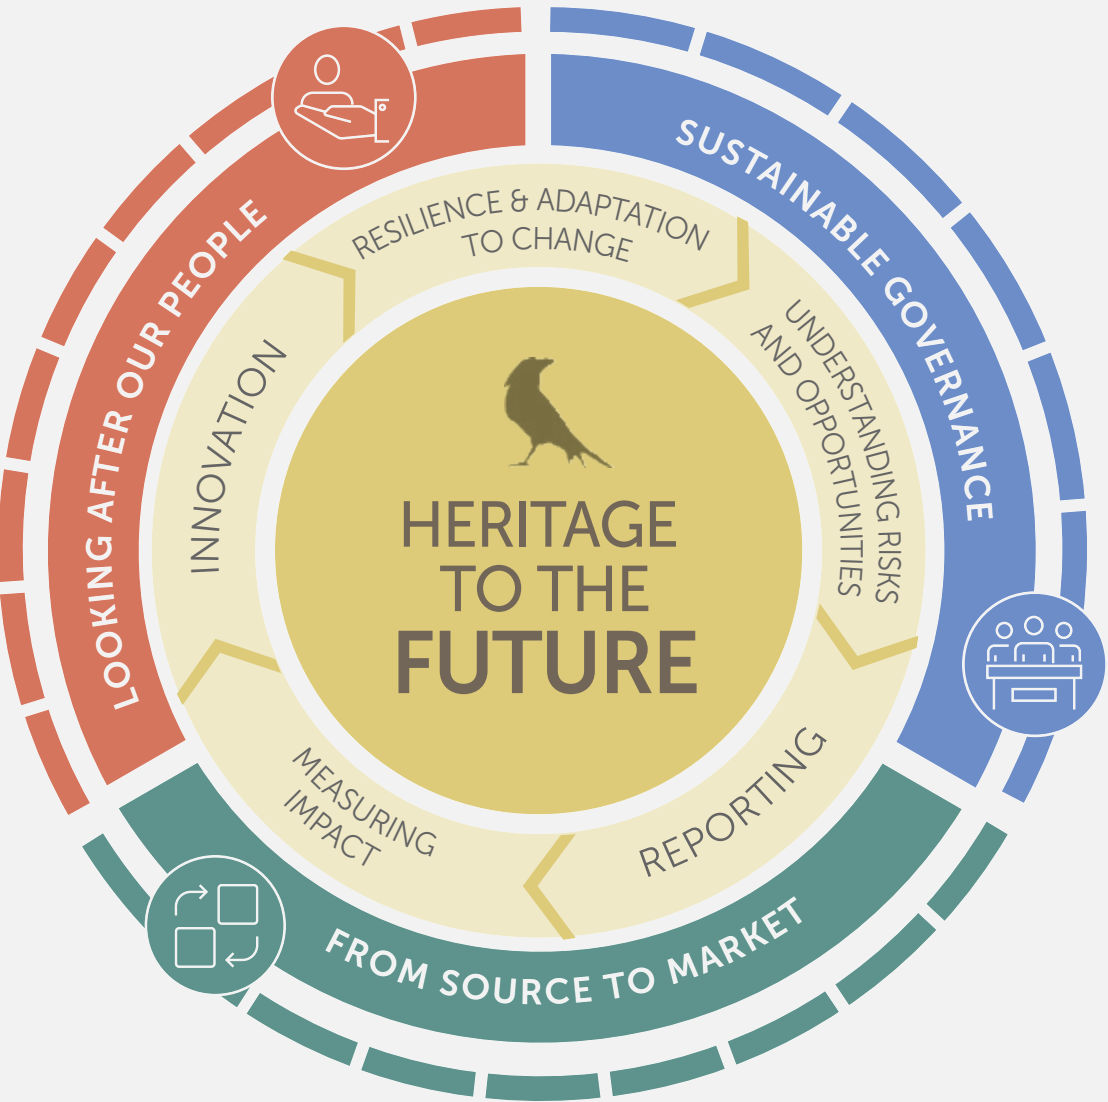 HERITAGE
TO THE
FUTURE
RESILIENCE & ADAPTATION
TO CHANGE
UNDERSTANDING RISKS
AND OPPORTUNITIES
REPORTING
MEASURING
IMPACT
INNOVATION
SUSTAINABLE GOVERNANCE
FROM SOURCE TO MARKET
LOOKING AFTER OUR PEOPLE